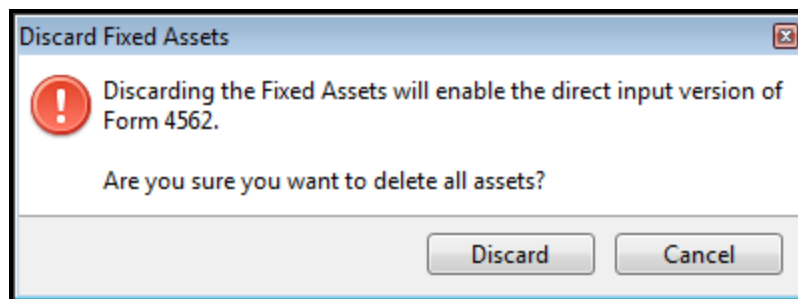 Discard Fixed Assets
Discarding the Fixed Assets will enable the direct input version of
Form 4562.
Are you sure you want to delete all assets?
Discard
Cancel